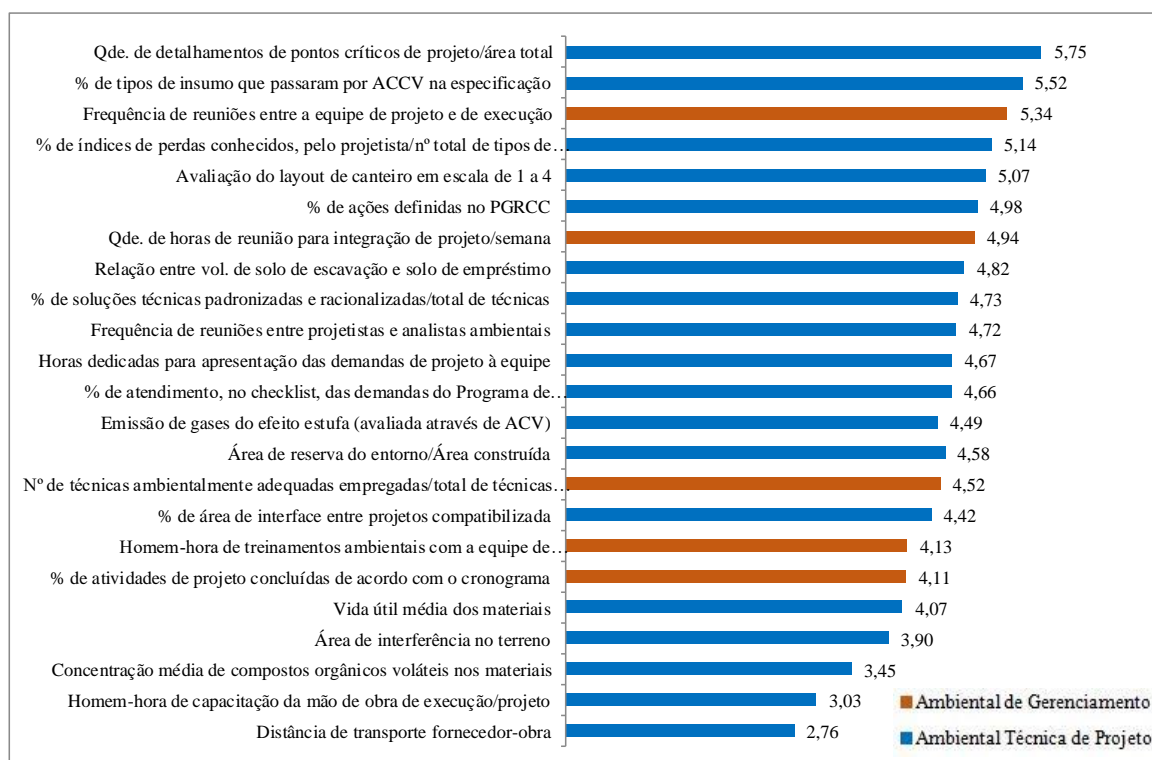 Qde. de detalhamentos de pontos críticos de projeto/área total 5,75
% de tipos de insumo que passaram por ACCV na especificação 5,52
Frequência de reuniões entre a equipe de projeto e de execução 5,34
% de índices de perdas conhecidos, pelo projetista/nº total de tipos de… 5,14
Avaliação do layout de canteiro em escala de 1 a 4 5,07
% de ações definidas no PGRCC 4,98
Qde. de horas de reunião para integração de projeto/semana 4,94
Relação entre vol. de solo de escavação e solo de empréstimo 4,82
% de soluções técnicas padronizadas e racionalizadas/total de técnicas 4,73
Frequência de reuniões entre projetistas e analistas ambientais 4,72
Horas dedicadas para apresentação das demandas de projeto à equipe 4,67
% de atendimento, no checklist, das demandas do Programa de… 4,66
Emissão de gases do efeito estufa (avaliada através de ACV) 4,49
Área de reserva do entorno/Área construída 4,58
Nº de técnicas ambientalmente adequadas empregadas/total de técnicas… 4,52
% de área de interface entre projetos compatibilizada 4,42
Homem-hora de treinamentos ambientais com a equipe de… 4,13
% de atividades de projeto concluídas de acordo com o cronograma 4,11
Vida útil média dos materiais 4,07
Área de interferência no terreno 3,90
Concentração média de compostos orgânicos voláteis nos materiais 3,45
Homem-hora de capacitação da mão de obra de execução/projeto 3,03
Distância de transporte fornecedor-obra 2,76
Ambiental de Gerenciamento
Ambiental Técnica de Projeto